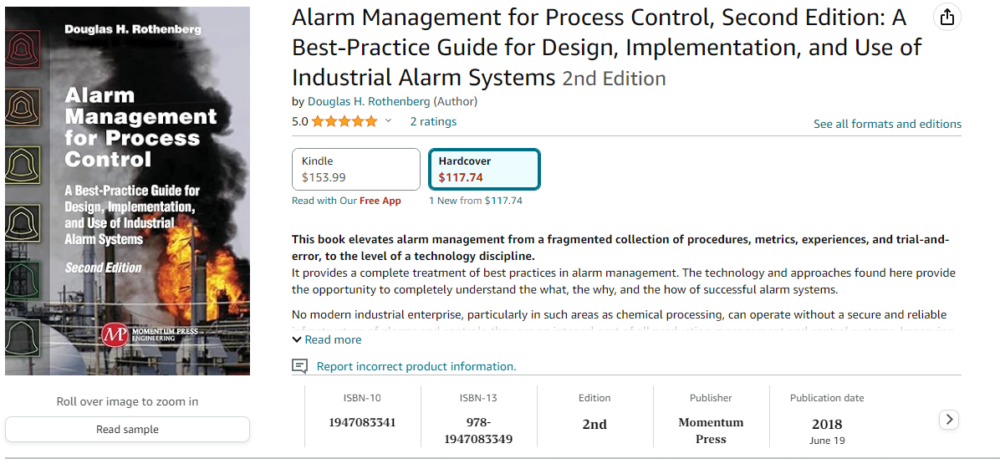 Douglas H. Rothenberg
Alarm
Management
for Process
Control
A Best-Practice Guide for
Design, Implementation,
and Use of Industrial
Alarm Systems
Second Edition
MP
MOMENTUM PRESS
ENGINEERING
Roll over image to zoom in
Read sample
Alarm Management for Process Control, Second Edition: A
Best-Practice Guide for Design, Implementation, and Use of
Industrial Alarm Systems 2nd Edition
by Douglas H. Rothenberg (Author)
5.0 2 ratings
See all formats and editions
Kindle
$153.99
Read with Our Free App
Hardcover
$117.74
1 New from $117.74
This book elevates alarm management from a fragmented collection of procedures, metrics, experiences, and trial-and-
error, to the level of a technology discipline.
It provides a complete treatment of best practices in alarm management. The technology and approaches found here provide
the opportunity to completely understand the what, the why, and the how of successful alarm systems.
No modern industrial enterprise, particularly in such areas as chemical processing, can operate without a secure and reliable
Read more
Report incorrect product information.
ISBN-10
1947083341
ISBN-13
978-
1947083349
Edition
2nd
Publisher
Momentum
Press
Publication date
2018
June 19